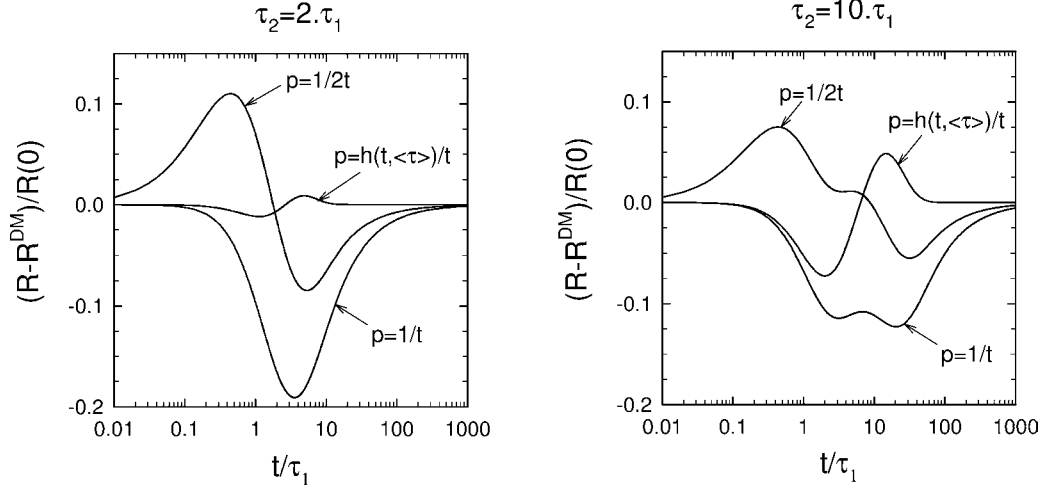 τ₂=2.τ₁
0.1
0.0
-0.1
-0.2
(R-R^DM)/R(0)
p=1/2t
p=h(t,<τ>)/t
p=1/t
0.01 0.1 1 10 100 1000
t/τ₁
τ₂=10.τ₁
0.1
0.0
-0.1
-0.2
(R-R^DM)/R(0)
p=1/2t
p=h(t,<τ>)/t
p=1/t
0.01 0.1 1 10 100 1000
t/τ₁